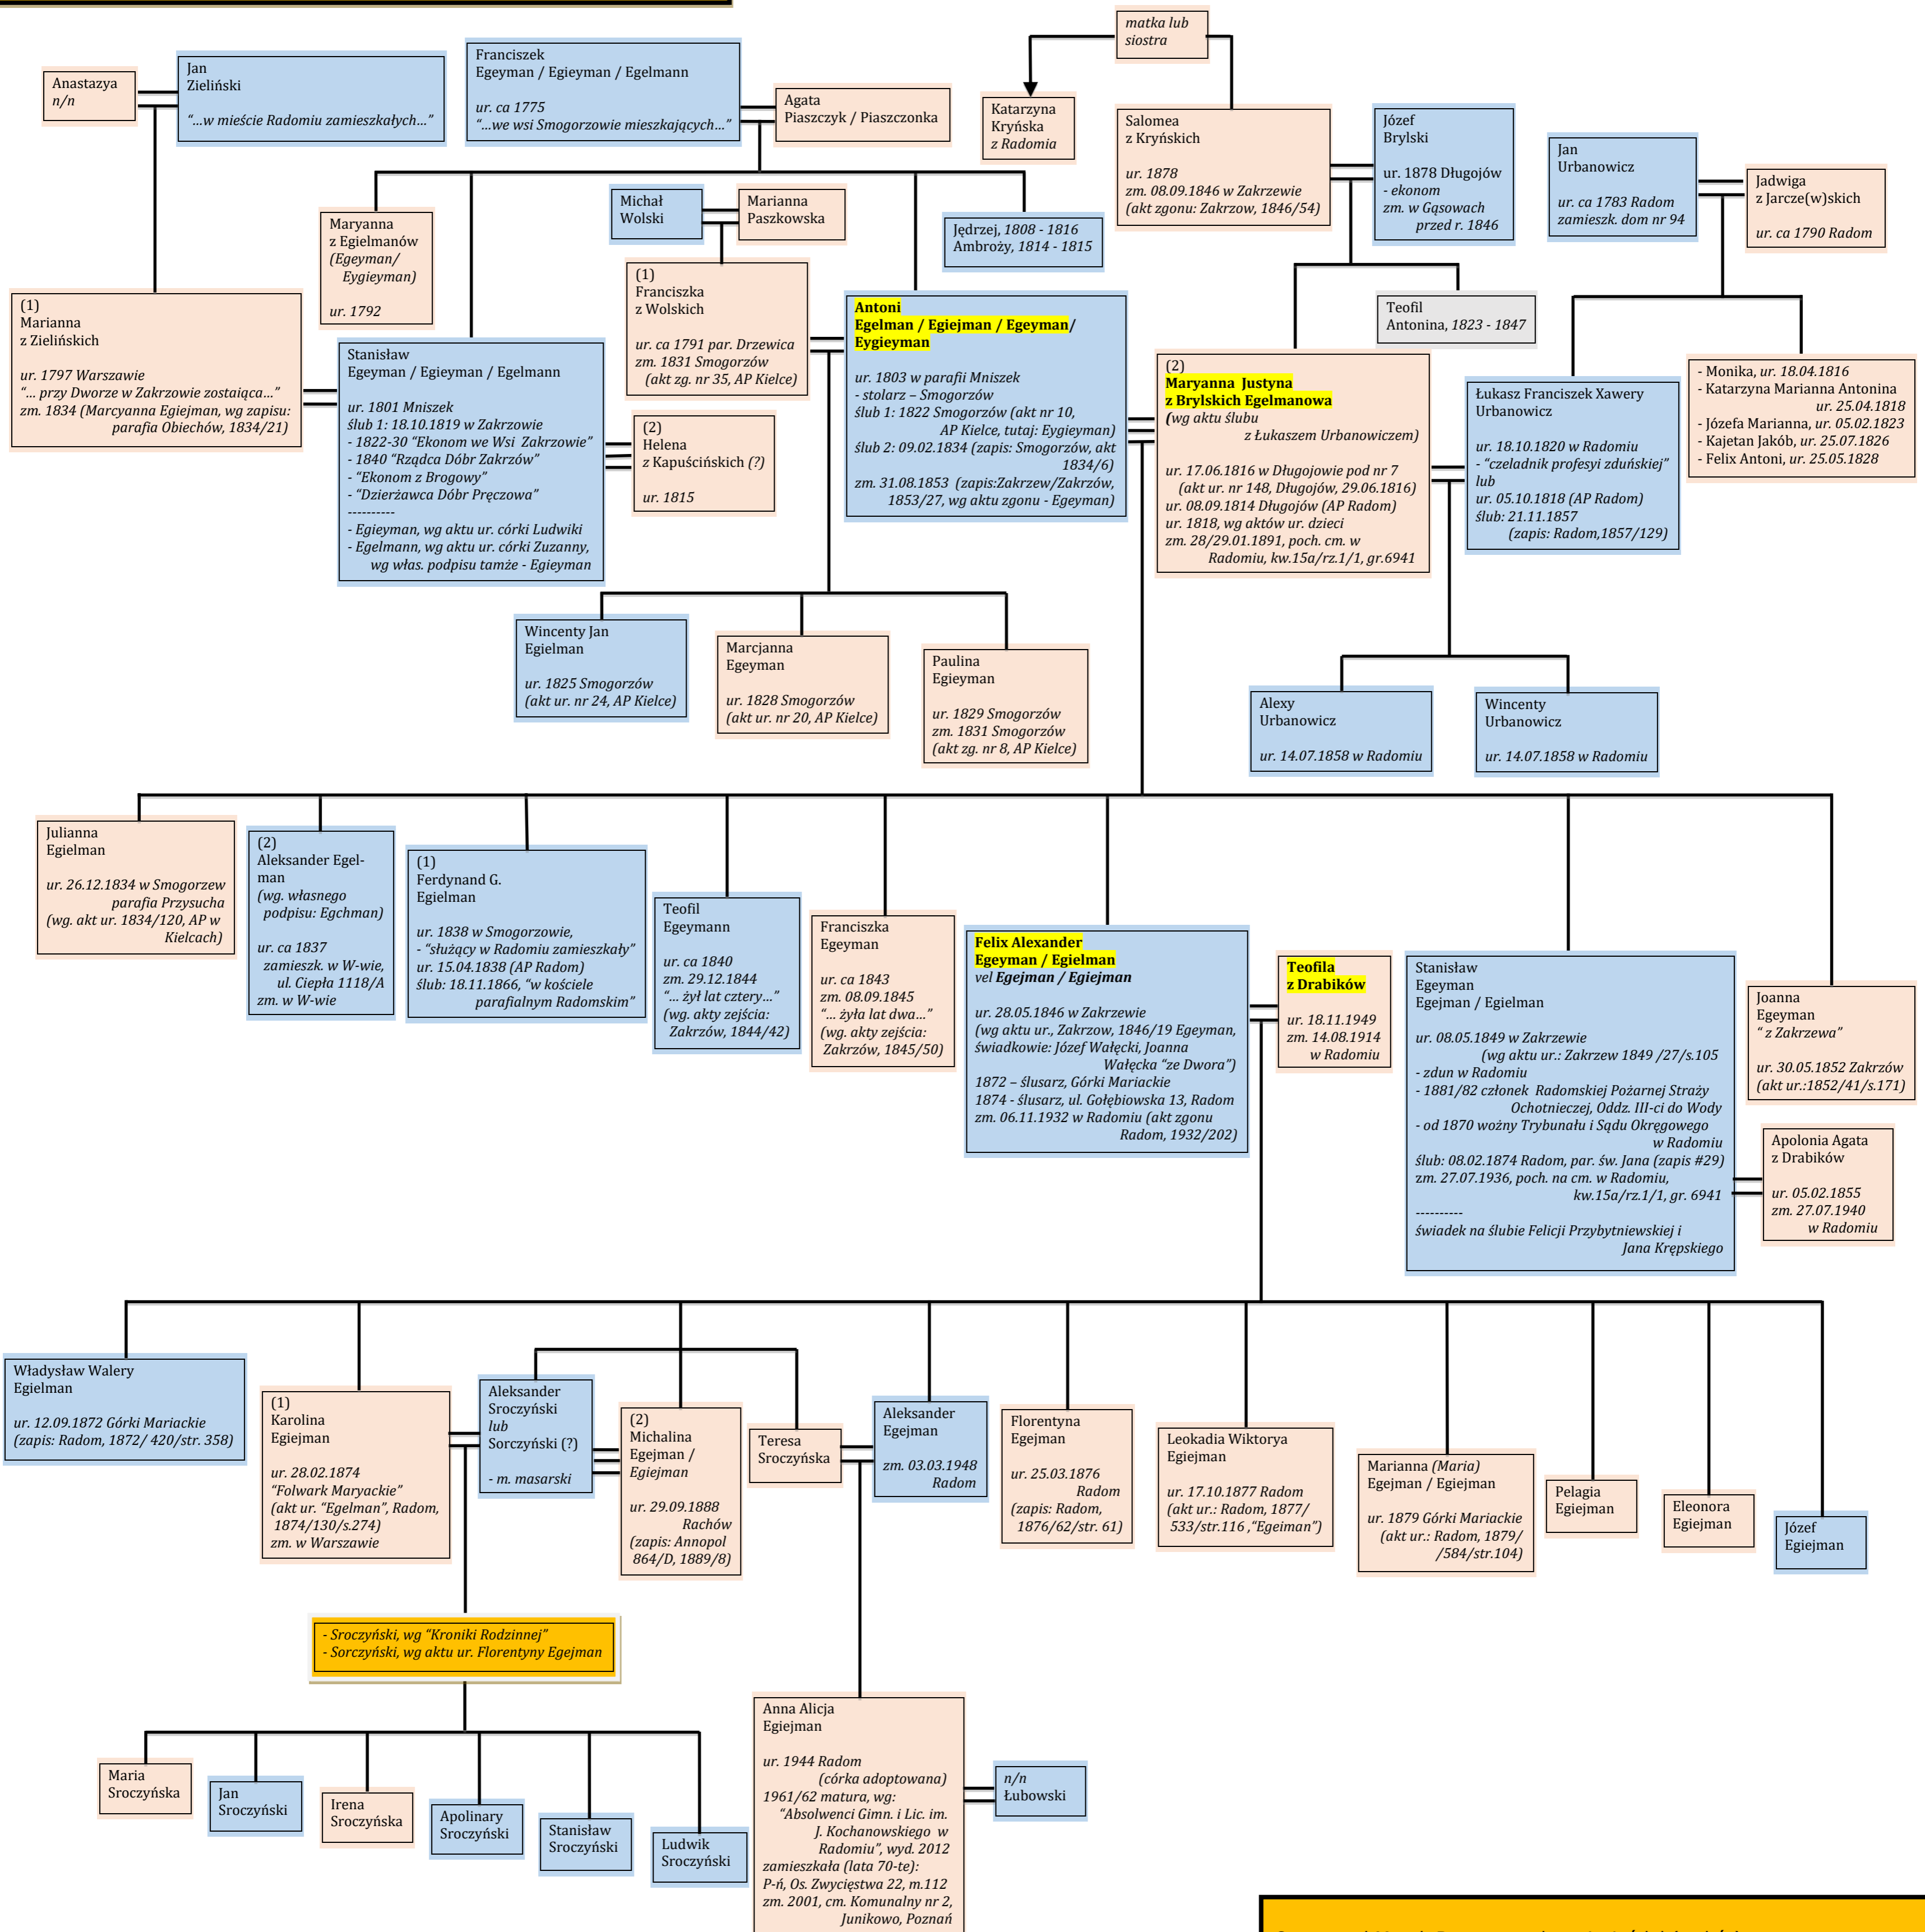 matka lub
siostra
Anastazya
n/n
Jan
Zieliński
“...w mieście Radomiu zamieszkałych...”
Franciszek
Egeyman / Egieyman / Egelmann
ur. ca 1775
“...we wsi Smogorzowie mieszkających...”
Agata
Piaszczyk / Piaszczonka
Katarzyna
Kryńska
z Radomia
Salomea
z Kryńskich
ur. 1878
zm. 08.09.1846 w Zakrzewie
(akt zgonu: Zakrzow, 1846/54)
Józef
Brylski
ur. 1878 Długojów
- ekonom
zm. w Gąsowach
przed r. 1846
Jan
Urbanowicz
ur. ca 1783 Radom
zamieszk. dom nr 94
Jadwiga
z Jarcze(w)skich
ur. ca 1790 Radom
Maryanna
z Egielmanów
(Egeyman/
Eygieyman)
ur. 1792
Michał
Wolski
Marianna
Paszkowska
Jędrzej, 1808 - 1816
Ambroży, 1814 - 1815
(1)
Marianna
z Zielińskich
ur. 1797 Warszawie
“... przy Dworze w Zakrzowie zostaiąca...”
zm. 1834 (Marcyanna Egiejman, wg zapisu:
parafia Obiechów, 1834/21)
Stanisław
Egeyman / Egieyman / Egelmann
ur. 1801 Mniszek
ślub 1: 18.10.1819 w Zakrzowie
- 1822-30 “Ekonom we Wsi Zakrzowie”
- 1840 “Rządca Dóbr Zakrzów”
- “Ekonom z Brogowy”
- “Dzierżawca Dóbr Pręczowa”
----------
- Egieyman, wg aktu ur. córki Ludwiki
- Egelmann, wg aktu ur. córki Zuzanny,
wg włas. podpisu tamże - Egieyman
(1)
Franciszka
z Wolskich
ur. ca 1791 par. Drzewica
zm. 1831 Smogorzów
(akt zg. nr 35, AP Kielce)
(2)
Helena
z Kapuścińskich (?)
ur. 1815
Antoni
Egelman / Egiejman / Egeyman/
Eygieyman
ur. 1803 w parafii Mniszek
- stolarz – Smogorzów
ślub 1: 1822 Smogorzów (akt nr 10,
AP Kielce, tutaj: Eygieyman)
ślub 2: 09.02.1834 (zapis: Smogorzów, akt
1834/6)
zm. 31.08.1853 (zapis:Zakrzew/Zakrzów,
1853/27, wg aktu zgonu - Egeyman)
Teofil
Antonina, 1823 - 1847
(2)
Maryanna Justyna
z Brylskich Egelmanowa
(wg aktu ślubu
z Łukaszem Urbanowiczem)
ur. 17.06.1816 w Długojowie pod nr 7
(akt ur. nr 148, Długojów, 29.06.1816)
ur. 08.09.1814 Długojów (AP Radom)
ur. 1818, wg aktów ur. dzieci
zm. 28/29.01.1891, poch. cm. w
Radomiu, kw.15a/rz.1/1, gr.6941
Łukasz Franciszek Xawery
Urbanowicz
ur. 18.10.1820 w Radomiu
- “czeladnik profesyi zduńskiej”
lub
ur. 05.10.1818 (AP Radom)
ślub: 21.11.1857
(zapis: Radom,1857/129)
- Monika, ur. 18.04.1816
- Katarzyna Marianna Antonina
ur. 25.04.1818
- Józefa Marianna, ur. 05.02.1823
- Kajetan Jakób, ur. 25.07.1826
- Felix Antoni, ur. 25.05.1828
Wincenty Jan
Egielman
ur. 1825 Smogorzów
(akt ur. nr 24, AP Kielce)
Marcjanna
Egeyman
ur. 1828 Smogorzów
(akt ur. nr 20, AP Kielce)
Paulina
Egieyman
ur. 1829 Smogorzów
zm. 1831 Smogorzów
(akt zg. nr 8, AP Kielce)
Alexy
Urbanowicz
ur. 14.07.1858 w Radomiu
Wincenty
Urbanowicz
ur. 14.07.1858 w Radomiu
Julianna
Egielman
ur. 26.12.1834 w Smogorzew
parafia Przysucha
(wg. akt ur. 1834/120, AP w
Kielcach)
(2)
Aleksander Egel-
man
(wg. własnego
podpisu: Egchman)
ur. ca 1837
zamieszk. w W-wie,
ul. Ciepła 1118/A
zm. w W-wie
(1)
Ferdynand G.
Egielman
ur. 1838 w Smogorzowie,
- “służący w Radomiu zamieszkały”
ur. 15.04.1838 (AP Radom)
ślub: 18.11.1866, “w kościele
parafialnym Radomskim”
Teofil
Egeymann
ur. ca 1840
zm. 29.12.1844
“... żył lat cztery...”
(wg. akty zejścia:
Zakrzów, 1844/42)
Franciszka
Egeyman
ur. ca 1843
zm. 08.09.1845
“... żyła lat dwa...”
(wg. akty zejścia:
Zakrzów, 1845/50)
Felix Alexander
Egeyman / Egielman
vel Egejman / Egiejman
ur. 28.05.1846 w Zakrzewie
(wg aktu ur., Zakrzow, 1846/19 Egeyman,
świadkowie: Józef Wałęcki, Joanna
Wałęcka “ze Dwora”)
1872 – ślusarz, Górki Mariackie
1874 - ślusarz, ul. Gołębiowska 13, Radom
zm. 06.11.1932 w Radomiu (akt zgonu
Radom, 1932/202)
Teofila
z Drabików
ur. 18.11.1949
zm. 14.08.1914
w Radomiu
Stanisław
Egeyman
Egejman / Egielman
ur. 08.05.1849 w Zakrzewie
(wg aktu ur.: Zakrzew 1849 /27/s.105
- zdun w Radomiu
- 1881/82 członek Radomskiej Pożarnej Straży
Ochotnieczej, Oddz. III-ci do Wody
- od 1870 woźny Trybunału i Sądu Okręgowego
w Radomiu
ślub: 08.02.1874 Radom, par. św. Jana (zapis #29)
zm. 27.07.1936, poch. na cm. w Radomiu,
kw.15a/rz.1/1, gr. 6941
----------
świadek na ślubie Felicji Przybytniewskiej i
Jana Krępskiego
Joanna
Egeyman
“ z Zakrzewa”
ur. 30.05.1852 Zakrzów
(akt ur.:1852/41/s.171)
Apolonia Agata
z Drabików
ur. 05.02.1855
zm. 27.07.1940
w Radomiu
Władysław Walery
Egielman
ur. 12.09.1872 Górki Mariackie
(zapis: Radom, 1872/ 420/str. 358)
(1)
Karolina
Egiejman
ur. 28.02.1874
“Folwark Maryackie”
(akt ur. “Egelman”, Radom,
1874/130/s.274)
zm. w Warszawie
Aleksander
Sroczyński
lub
Sorczyński (?)
- m. masarski
(2)
Michalina
Egejman /
Egiejman
ur. 29.09.1888
Rachów
(zapis: Annopol
864/D, 1889/8)
Teresa
Sroczyńska
Aleksander
Egejman
zm. 03.03.1948
Radom
Florentyna
Egejman
ur. 25.03.1876
Radom
(zapis: Radom,
1876/62/str. 61)
Leokadia Wiktorya
Egiejman
ur. 17.10.1877 Radom
(akt ur.: Radom, 1877/
533/str.116 ,“Egeiman”)
Marianna (Maria)
Egejman / Egiejman
ur. 1879 Górki Mariackie
(akt ur.: Radom, 1879/
/584/str.104)
Pelagia
Egiejman
Eleonora
Egiejman
Józef
Egiejman
- Sroczyński, wg “Kroniki Rodzinnej”
- Sorczyński, wg aktu ur. Florentyny Egejman
Maria
Sroczyńska
Jan
Sroczyński
Irena
Sroczyńska
Apolinary
Sroczyński
Stanisław
Sroczyński
Ludwik
Sroczyński
Anna Alicja
Egiejman
ur. 1944 Radom
(córka adoptowana)
1961/62 matura, wg:
“Absolwenci Gimn. i Lic. im.
J. Kochanowskiego w
Radomiu”, wyd. 2012
zamieszkała (lata 70-te):
P-ń, Os. Zwycięstwa 22, m.112
zm. 2001, cm. Komunalny nr 2,
Junikowo, Poznań
n/n
Łubowski